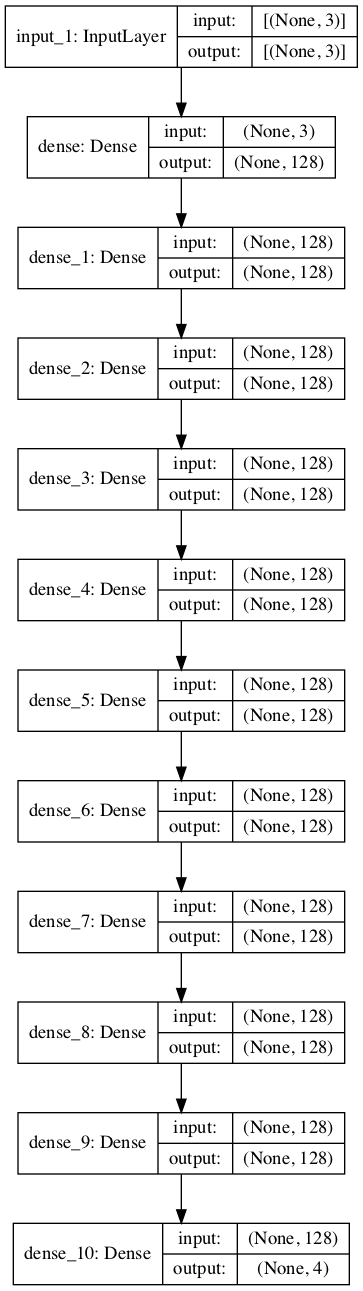 input_1: InputLayer
input:
[(None, 3)]
output:
[(None, 3)]
dense: Dense
input:
(None, 3)
output:
(None, 128)
dense_1: Dense
input:
(None, 128)
output:
(None, 128)
dense_2: Dense
input:
(None, 128)
output:
(None, 128)
dense_3: Dense
input:
(None, 128)
output:
(None, 128)
dense_4: Dense
input:
(None, 128)
output:
(None, 128)
dense_5: Dense
input:
(None, 128)
output:
(None, 128)
dense_6: Dense
input:
(None, 128)
output:
(None, 128)
dense_7: Dense
input:
(None, 128)
output:
(None, 128)
dense_8: Dense
input:
(None, 128)
output:
(None, 128)
dense_9: Dense
input:
(None, 128)
output:
(None, 128)
dense_10: Dense
input:
(None, 128)
output:
(None, 4)